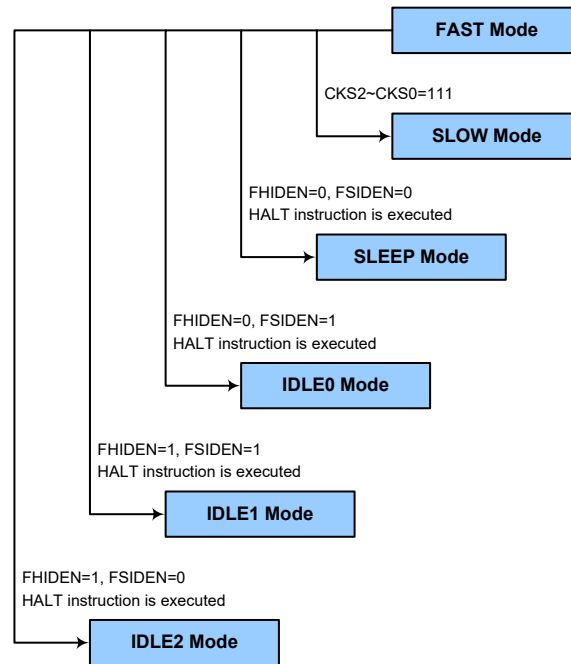 FAST Mode
CKS2~CKS0=111
SLOW Mode
FHIDEN=0, FSIDEN=0
HALT instruction is executed
SLEEP Mode
FHIDEN=0, FSIDEN=1
HALT instruction is executed
IDLE0 Mode
FHIDEN=1, FSIDEN=1
HALT instruction is executed
IDLE1 Mode
FHIDEN=1, FSIDEN=0
HALT instruction is executed
IDLE2 Mode